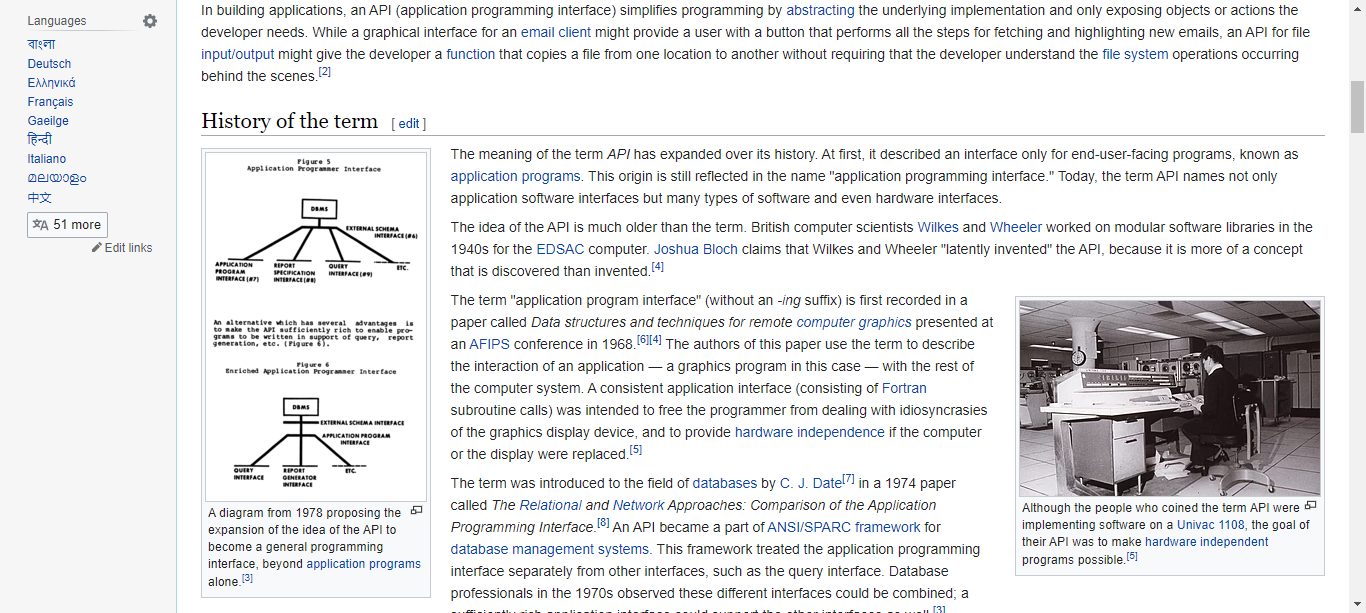 Languages
বাংলা
Deutsch
Ελληνικά
Français
Gaeilge
हिन्दी
Italiano
മലയാളം
中文
51 more
Edit links
In building applications, an API (application programming interface) simplifies programming by abstracting the underlying implementation and only exposing objects or actions the
developer needs. While a graphical interface for an email client might provide a user with a button that performs all the steps for fetching and highlighting new emails, an API for file
input/output might give the developer a function that copies a file from one location to another without requiring that the developer understand the file system operations occurring
behind the scenes.[2]
History of the term [ edit ]
Figure 5
Application Programmer Interface
DBMS
EXTERNAL SCHEMA
INTERFACE (#6)
APPLICATION
PROGRAM
INTERFACE (#7)
REPORT
SPECIFICATION
INTERFACE (#8)
QUERY
INTERFACE (#9)
ETC.
An alternative which has several advantages is
to make the API sufficiently rich to enable pro-
grams to be written in support of query, report
generation, etc. (Figure 6).
Figure 6
Enriched Application Programmer Interface
DBMS
EXTERNAL SCHEMA INTERFACE
APPLICATION PROGRAM
INTERFACE
QUERY
INTERFACE
REPORT
GENERATOR
INTERFACE
ETC.
A diagram from 1978 proposing the
expansion of the idea of the API to
become a general programming
interface, beyond application programs
alone.[3]
The meaning of the term API has expanded over its history. At first, it described an interface only for end-user-facing programs, known as
application programs. This origin is still reflected in the name "application programming interface." Today, the term API names not only
application software interfaces but many types of software and even hardware interfaces.
The idea of the API is much older than the term. British computer scientists Wilkes and Wheeler worked on modular software libraries in the
1940s for the EDSAC computer. Joshua Bloch claims that Wilkes and Wheeler "latently invented" the API, because it is more of a concept
that is discovered than invented.[4]
The term "application program interface" (without an -ing suffix) is first recorded in a
paper called Data structures and techniques for remote computer graphics presented at
an AFIPS conference in 1968.[6][4] The authors of this paper use the term to describe
the interaction of an application — a graphics program in this case — with the rest of
the computer system. A consistent application interface (consisting of Fortran
subroutine calls) was intended to free the programmer from dealing with idiosyncrasies
of the graphics display device, and to provide hardware independence if the computer
or the display were replaced.[5]
The term was introduced to the field of databases by C. J. Date[7] in a 1974 paper
called The Relational and Network Approaches: Comparison of the Application
Programming Interface.[8] An API became a part of ANSI/SPARC framework for
database management systems. This framework treated the application programming
interface separately from other interfaces, such as the query interface. Database
professionals in the 1970s observed these different interfaces could be combined; a
sufficiently rich application interface could support the other interfaces as well.[3]
Although the people who coined the term API were
implementing software on a Univac 1108, the goal of
their API was to make hardware independent
programs possible.[5]